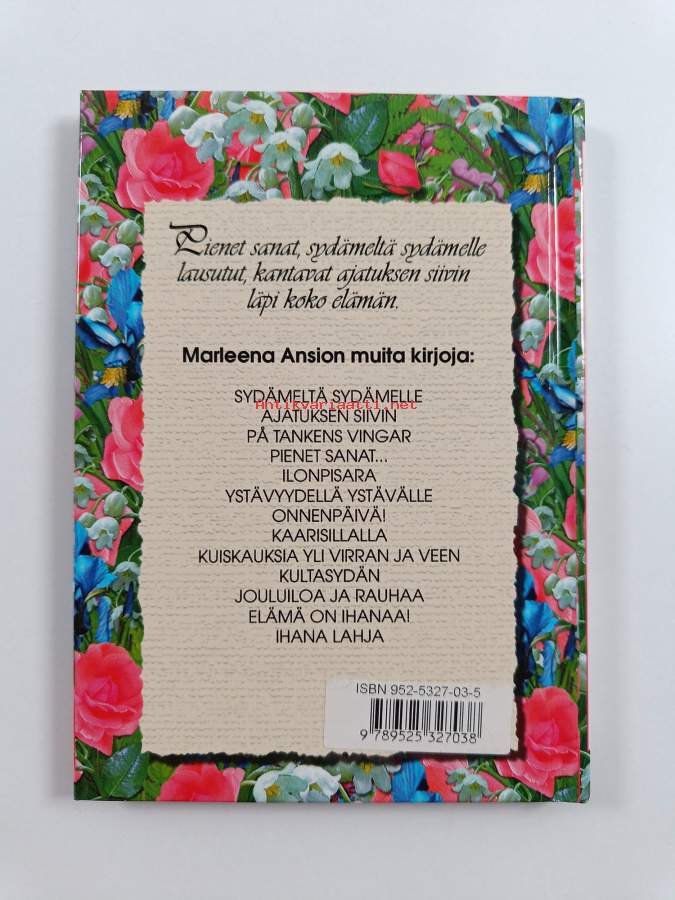 Pienet sanat, sydämeltä sydämelle
lausutut, kantavat ajatuksen siivin
läpi koko elämän.
Marleena Ansion muita kirjoja:
SYDÄMELTÄ SYDÄMELLE
Antikvariaatti.net
AJATUKSEN SIIVIN
PÅ TANKENS VINGAR
PIENET SANAT...
ILONPISARA
YSTÄVYYDELLÄ YSTÄVÄLLE
ONNENPÄIVÄ!
KAARISILLALLA
KUISKAUKSIA YLI VIRRAN JA VEEN
KULTASYDÄN
JOULUILOA JA RAUHAA
ELÄMÄ ON IHANAA!
IHANA LAHJA
ISBN 952-5327-03-5
9 789525 327038